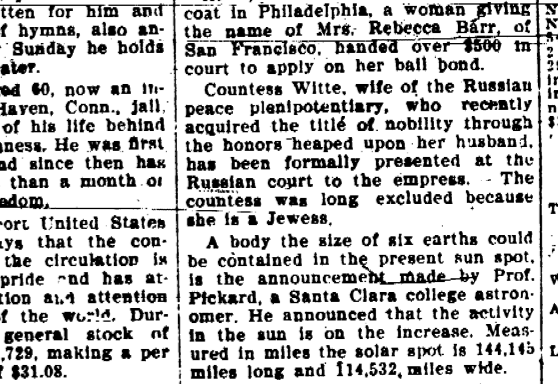 tten for him and
f hymns, also an-
Sunday he holds
ater.
ed 60, now an in-
Haven, Conn., jail.
of his life behind
ness. He was first
nd since then has
than a month of
edom.
port United States
ays that the con-
the circulation is
pride and has at-
tion and attention
f the world. Dur-
general stock of
,729, making a per
f $31.08.
coat in Philadelphia, a woman giving
the name of Mrs. Rebecca Barr, of
San Francisco, handed over $500 in
court to apply on her bail bond.
Countess Witte, wife of the Russian
peace plenipotentiary, who recently
acquired the title of nobility through
the honors heaped upon her husband,
has been formally presented at the
Russian court to the empress. - The
countess was long excluded because
she is a Jewess.
A body the size of six earths could
be contained in the present sun spot,
is the announcement made by Prof.
Pickard, a Santa Clara college astron-
omer. He announced that the activity
in the sun is on the increase. Meas-
ured in miles the solar spot is 144,145
miles long and 114,532, miles wide.